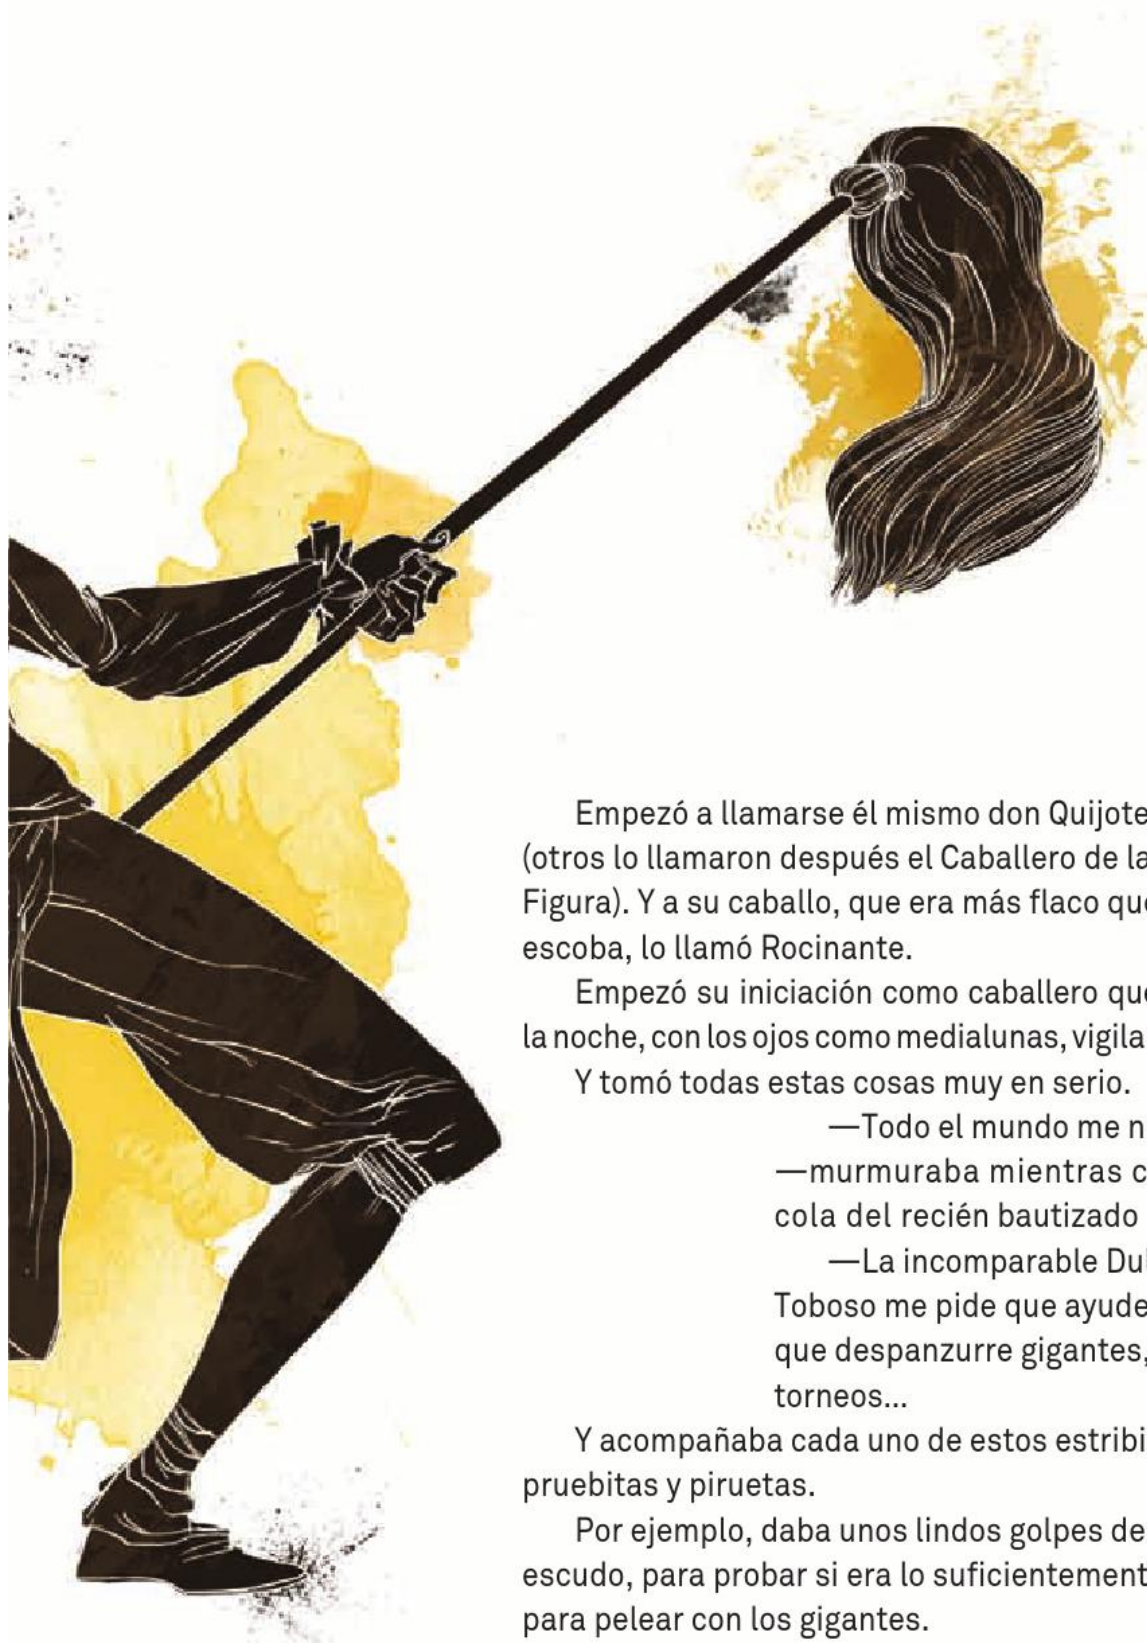 Empezó a llamarse él mismo don Quijote
(otros lo llamaron después el Caballero de la
Figura). Y a su caballo, que era más flaco que
escoba, lo llamó Rocinante.
Empezó su iniciación como caballero que
la noche, con los ojos como medialunas, vigila
Y tomó todas estas cosas muy en serio.
—Todo el mundo me n
—murmuraba mientras c
cola del recién bautizado
—La incomparable Dul
Toboso me pide que ayude
que despanzurre gigantes,
torneos...
Y acompañaba cada uno de estos estribi
pruebitas y piruetas.
Por ejemplo, daba unos lindos golpes de
escudo, para probar si era lo suficientement
para pelear con los gigantes.